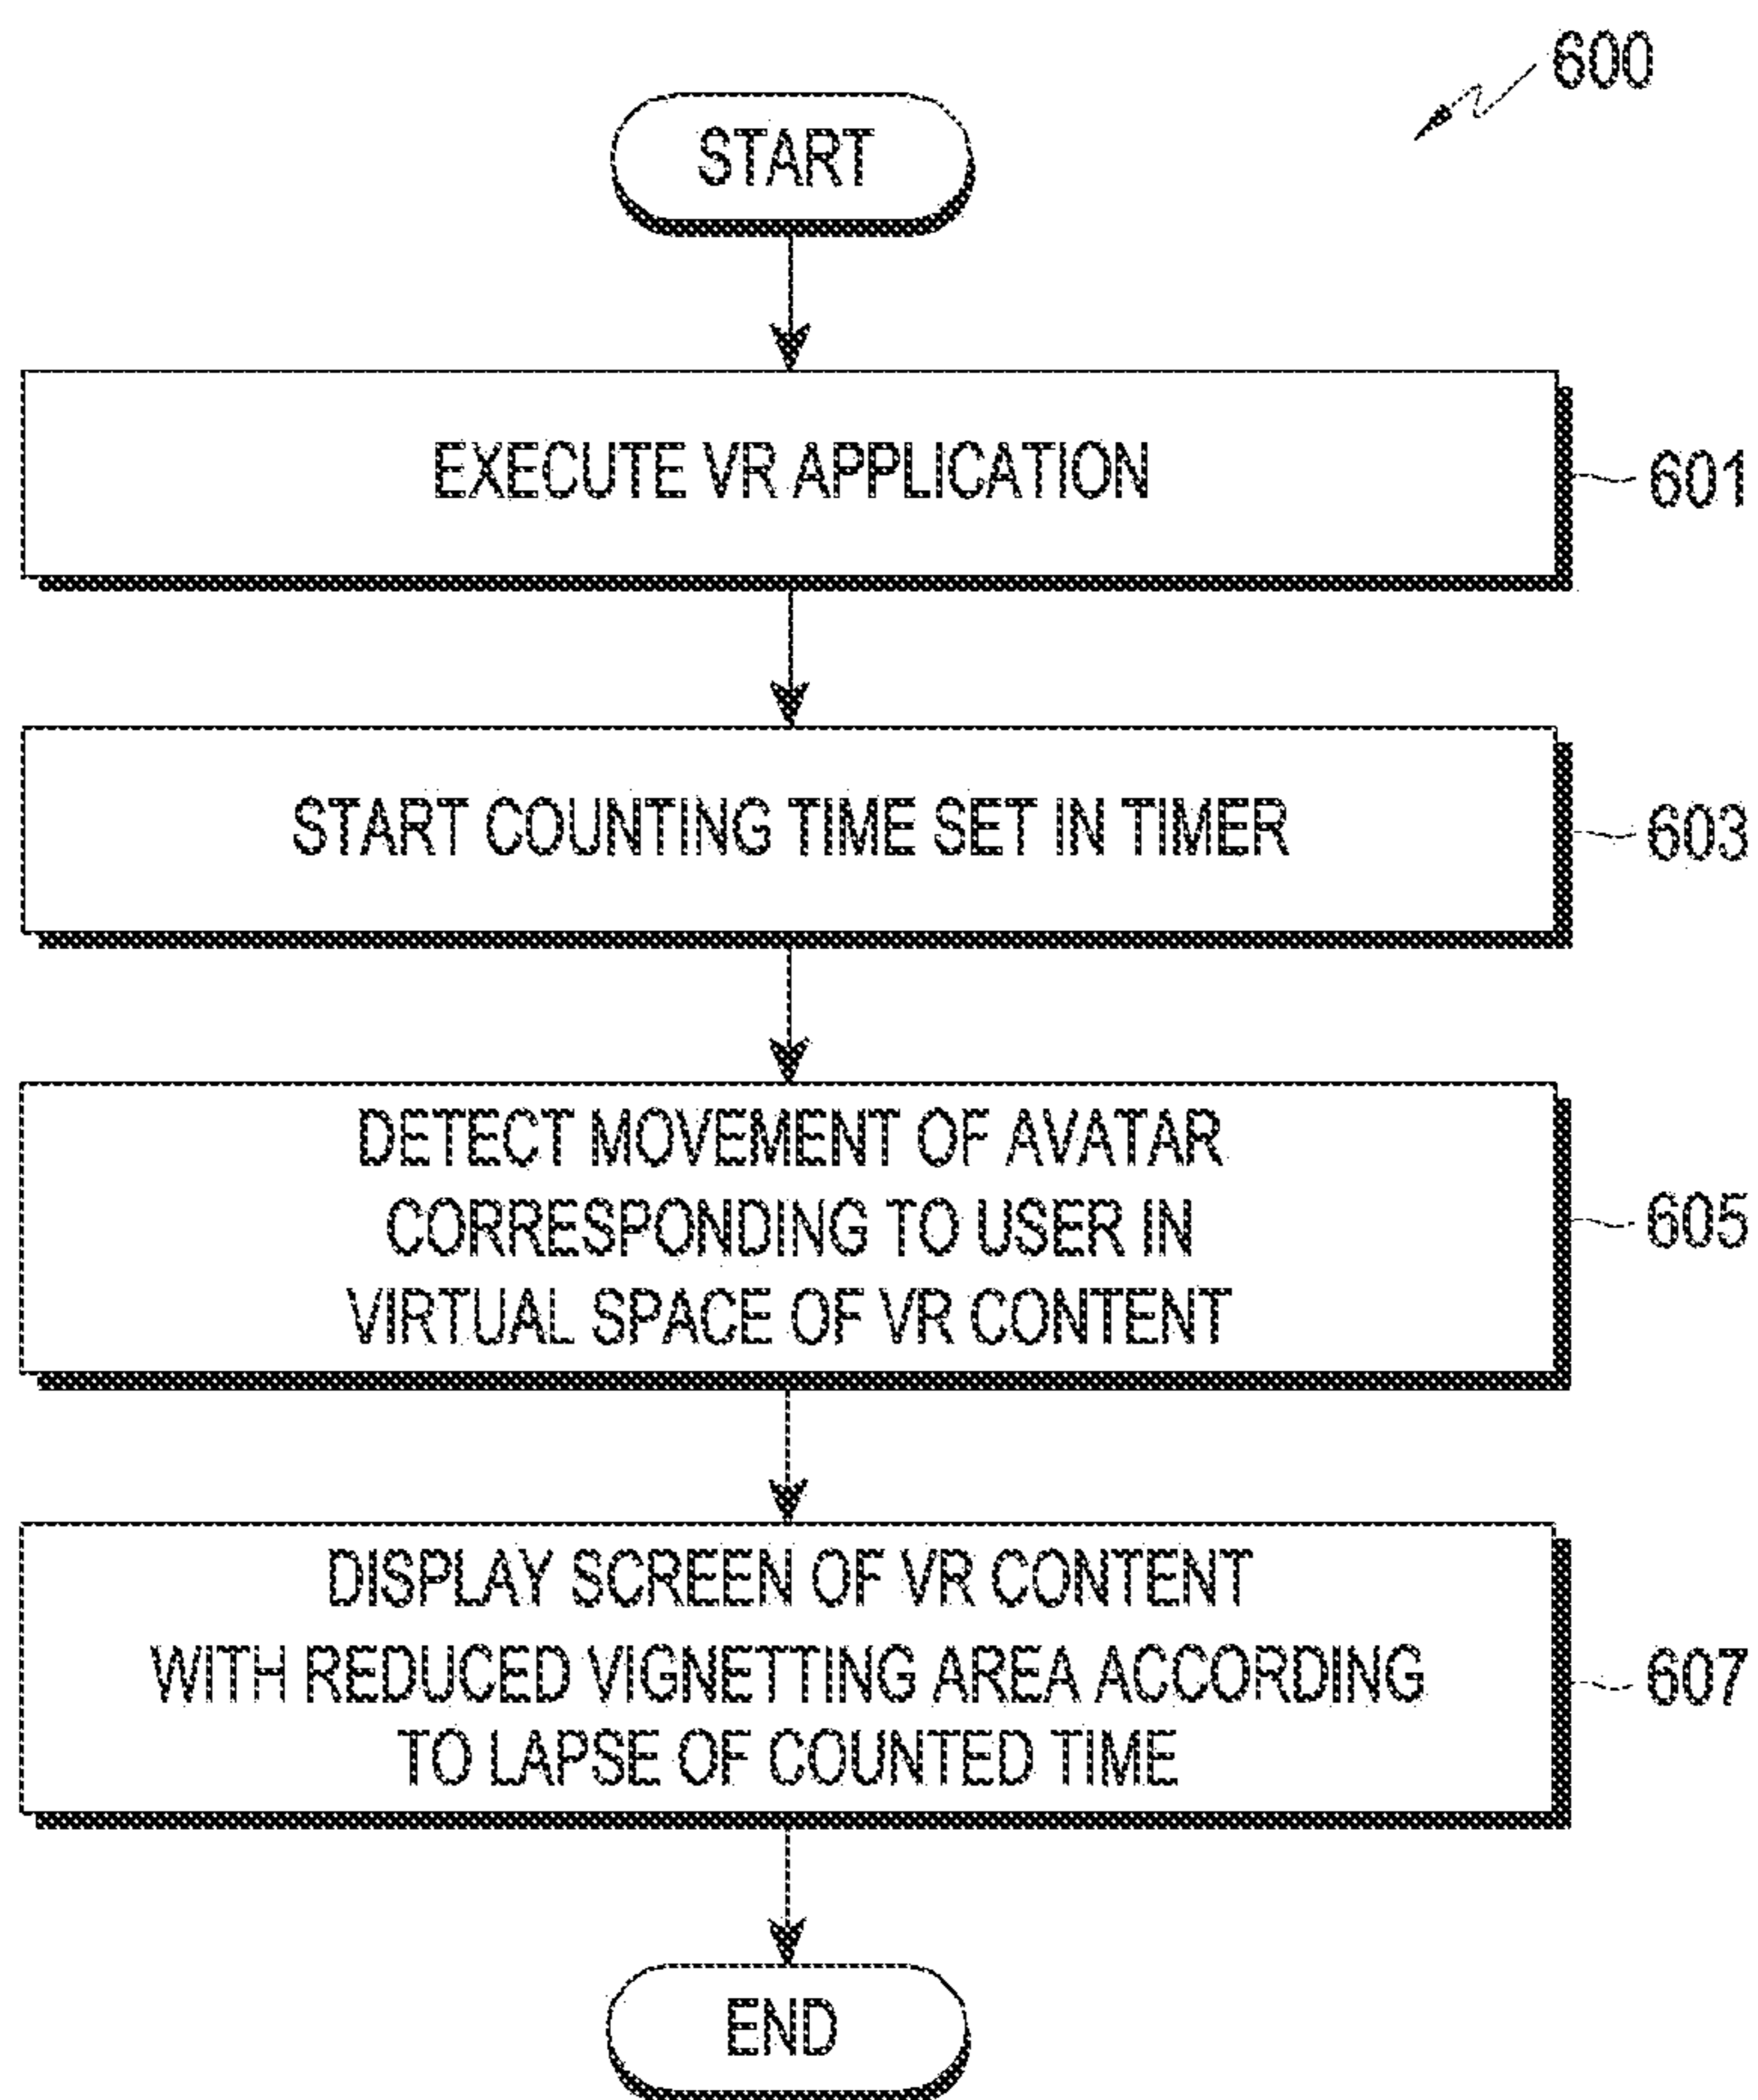 600
START
EXECUTE VR APPLICATION
601
START COUNTING TIME SET IN TIMER
603
DETECT MOVEMENT OF AVATAR
CORRESPONDING TO USER IN
VIRTUAL SPACE OF VR CONTENT
605
DISPLAY SCREEN OF VR CONTENT
WITH REDUCED VIGNETTING AREA ACCORDING
TO LAPSE OF COUNTED TIME
607
END